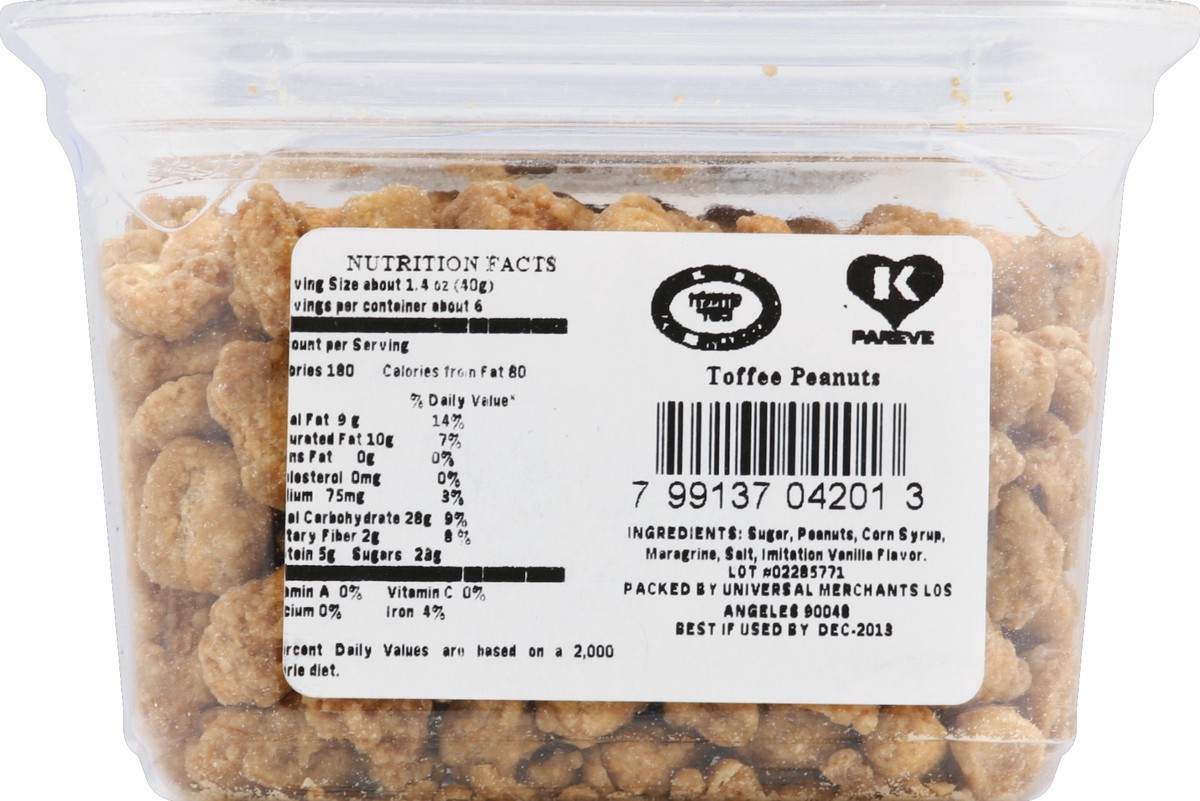 NUTRITION FACTS
ving Size about 1.4 oz (40g)
vings per container about 6
ount per Serving
ories 180 Calories from Fat 80
% Daily Value*
al Fat 9g 14%
urated Fat 10g 7%
ns Fat 0g 0%
lesterol 0mg 0%
lium 75mg 3%
al Carbohydrate 28g 9%
tary Fiber 2g 8%
tein 5g Sugars 23g
amin A 0% Vitamin C 0%
cium 0% Iron 4%
rcent Daily Values are based on a 2,000
rie diet.
K
PAREVE
Toffee Peanuts
7 99137 04201 3
INGREDIENTS: Sugar, Peanuts, Corn Syrup,
Maragrine, Salt, Imitation Vanilla Flavor.
LOT #02285771
PACKED BY UNIVERSAL MERCHANTS LOS
ANGELES 90048
BEST IF USED BY DEC-2013